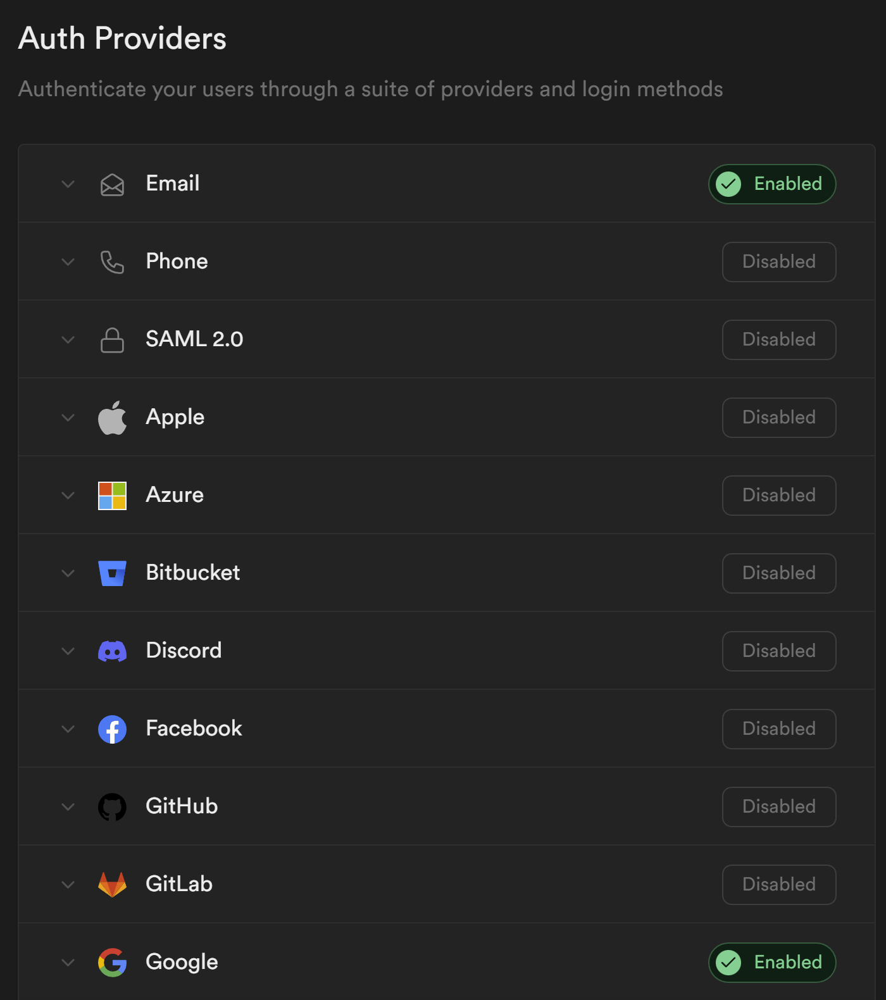 Auth Providers
Authenticate your users through a suite of providers and login methods
Email Enabled
Phone Disabled
SAML 2.0 Disabled
Apple Disabled
Azure Disabled
Bitbucket Disabled
Discord Disabled
Facebook Disabled
GitHub Disabled
GitLab Disabled
Google Enabled